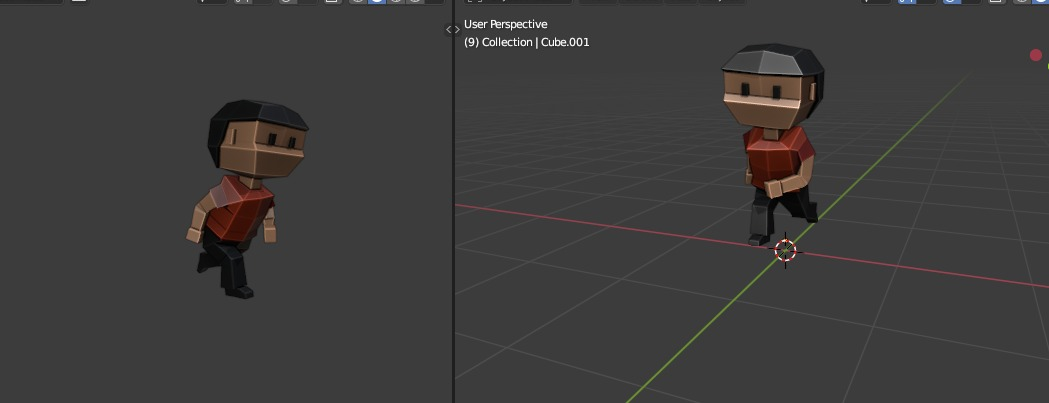 User Perspective
(9) Collection | Cube.001